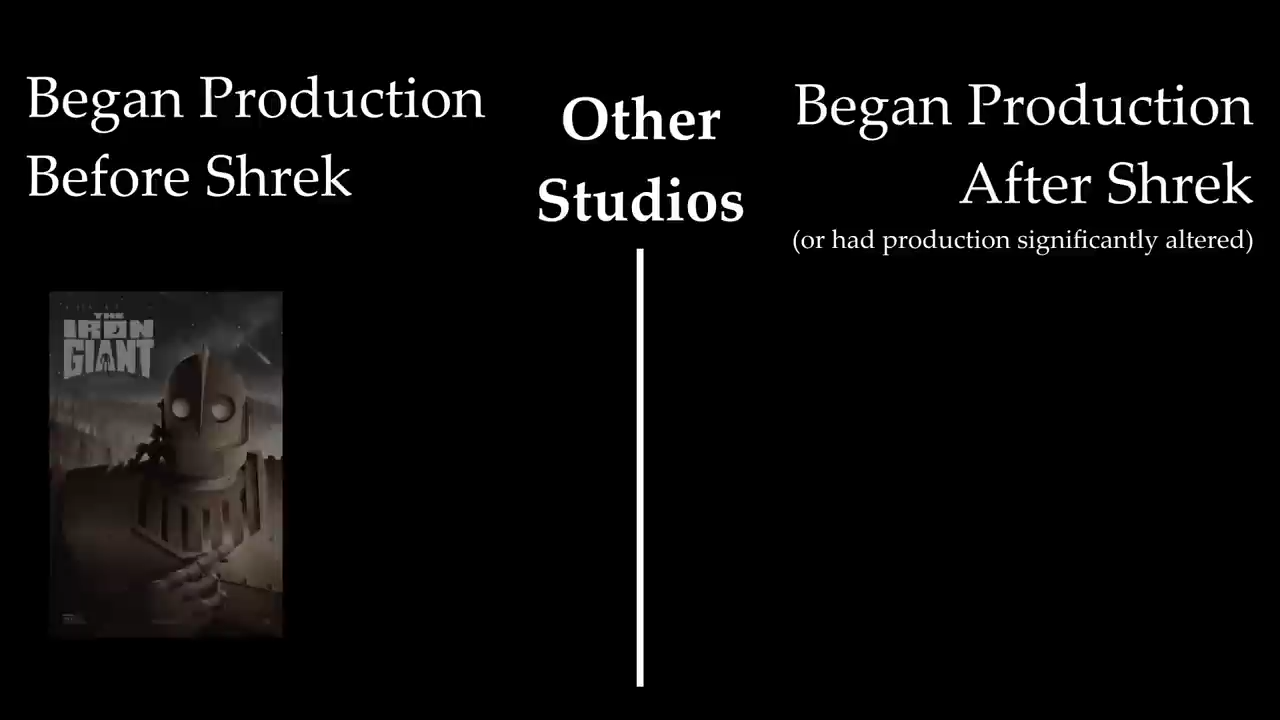 Began Production
Before Shrek
Other
Studios
Began Production
After Shrek
(or had production significantly altered)
THE
IRON
GIANT